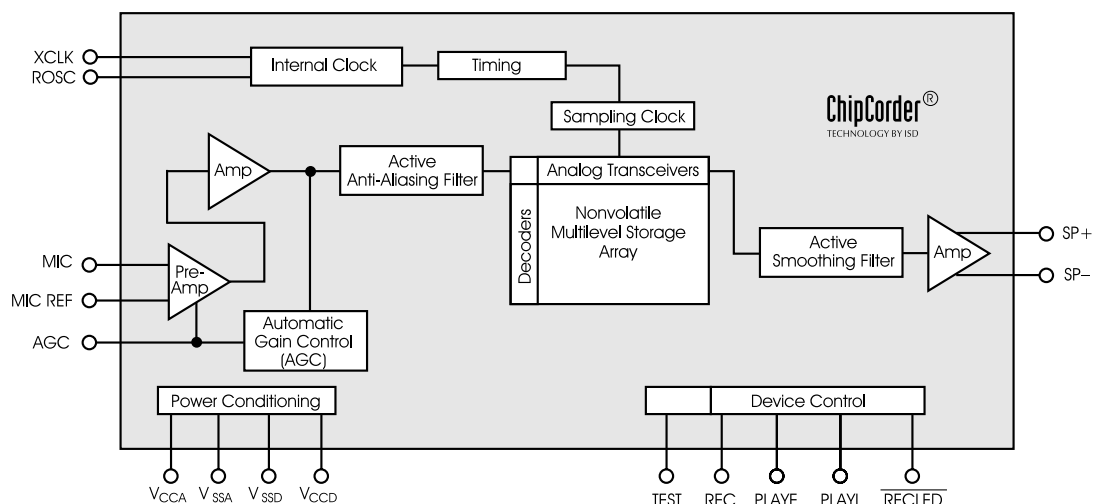 XCLK
ROSC
Internal Clock
Timing
Sampling Clock
ChipCorder®
TECHNOLOGY BY ISD
Amp
Active
Anti-Aliasing Filter
Analog Transceivers
Decoders
Nonvolatile
Multilevel Storage
Array
MIC
MIC REF
AGC
Pre-
Amp
Automatic
Gain Control
(AGC)
Active
Smoothing Filter
Amp
SP+
SP–
Power Conditioning
Device Control
VCCA
VSSA
VSSD
VCCD
TEST
REC
PLAYE
PLAYL
RECLED